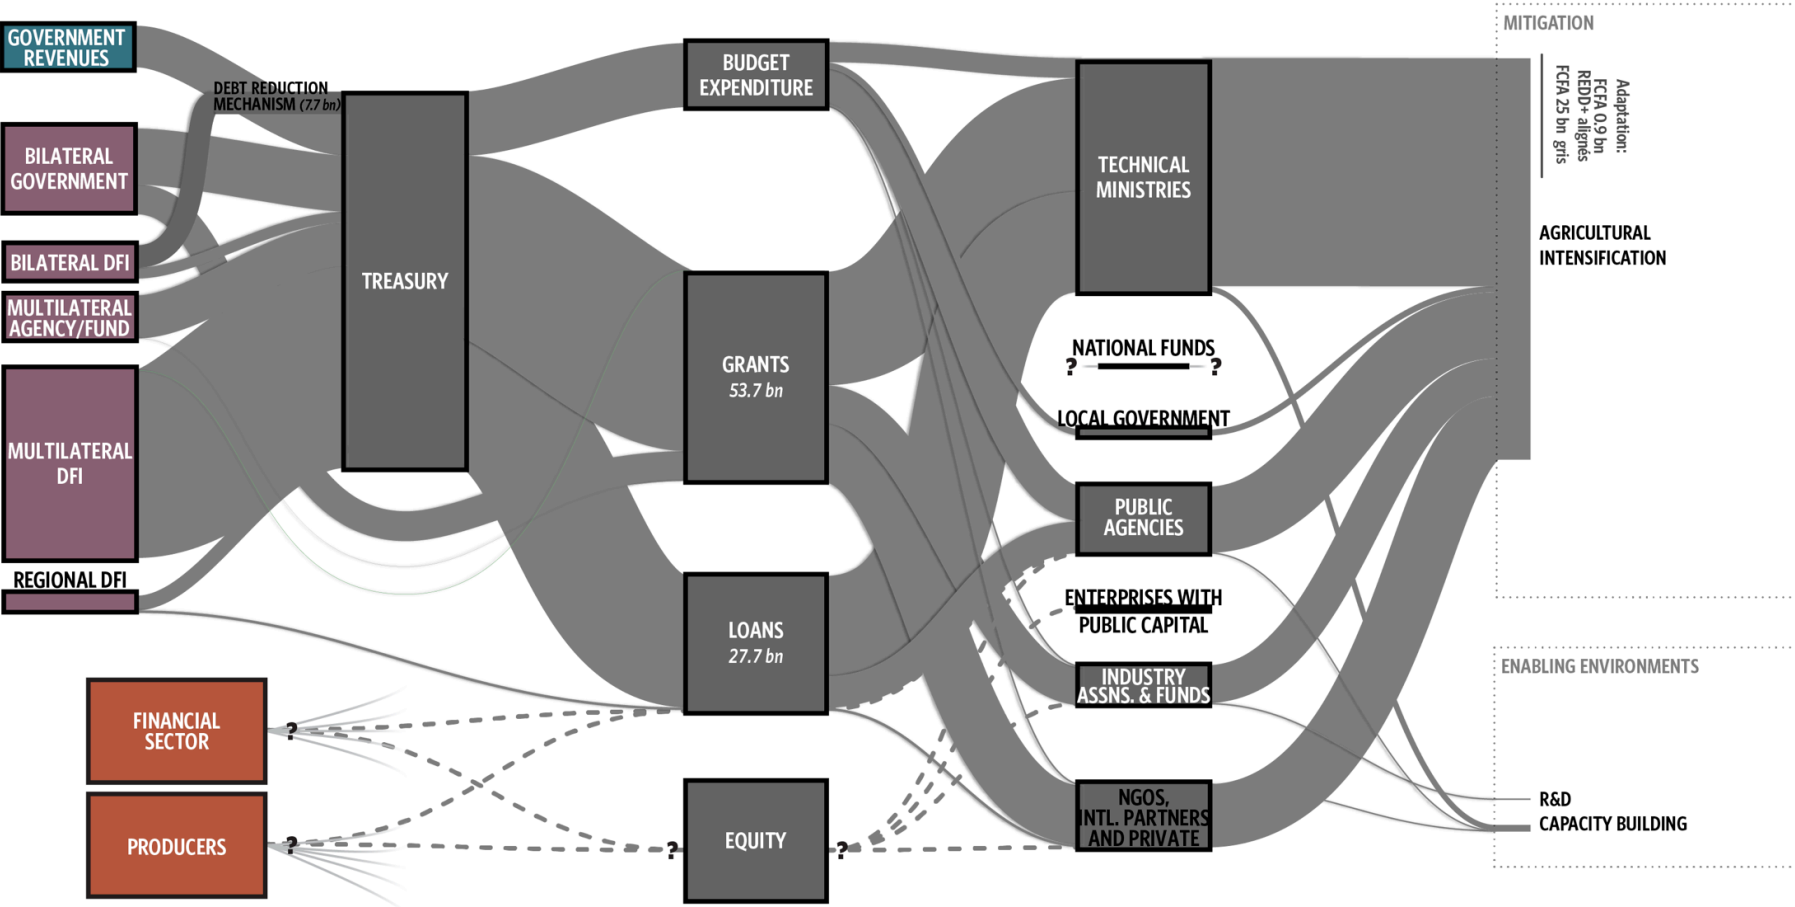 GOVERNMENT
REVENUES
DEBT REDUCTION
MECHANISM (7.7 bn)
BILATERAL
GOVERNMENT
BILATERAL DFI
MULTILATERAL
AGENCY/FUND
MULTILATERAL
DFI
REGIONAL DFI
FINANCIAL
SECTOR
?
PRODUCERS
?
TREASURY
BUDGET
EXPENDITURE
GRANTS
53.7 bn
LOANS
27.7 bn
?
EQUITY
?
TECHNICAL
MINISTRIES
NATIONAL FUNDS
? ?
LOCAL GOVERNMENT
PUBLIC
AGENCIES
ENTERPRISES WITH
PUBLIC CAPITAL
INDUSTRY
ASSNS. & FUNDS
NGOS,
INTL. PARTNERS
AND PRIVATE
MITIGATION
Adaptation:
FCFA 0.9 bn
REDD+ alignés
FCFA 25 bn gris
AGRICULTURAL
INTENSIFICATION
ENABLING ENVIRONMENTS
R&D
CAPACITY BUILDING